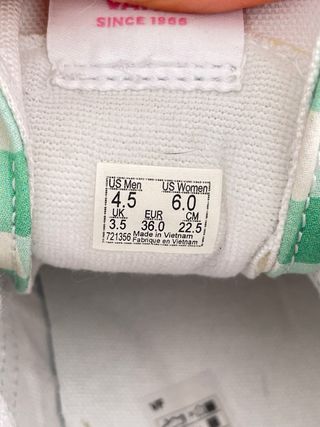 SINCE 1966
US Men US Women
4.5 6.0
UK EUR CM
3.5 36.0 22.5
721356 Made in Vietnam
Fabrique en Vietnam